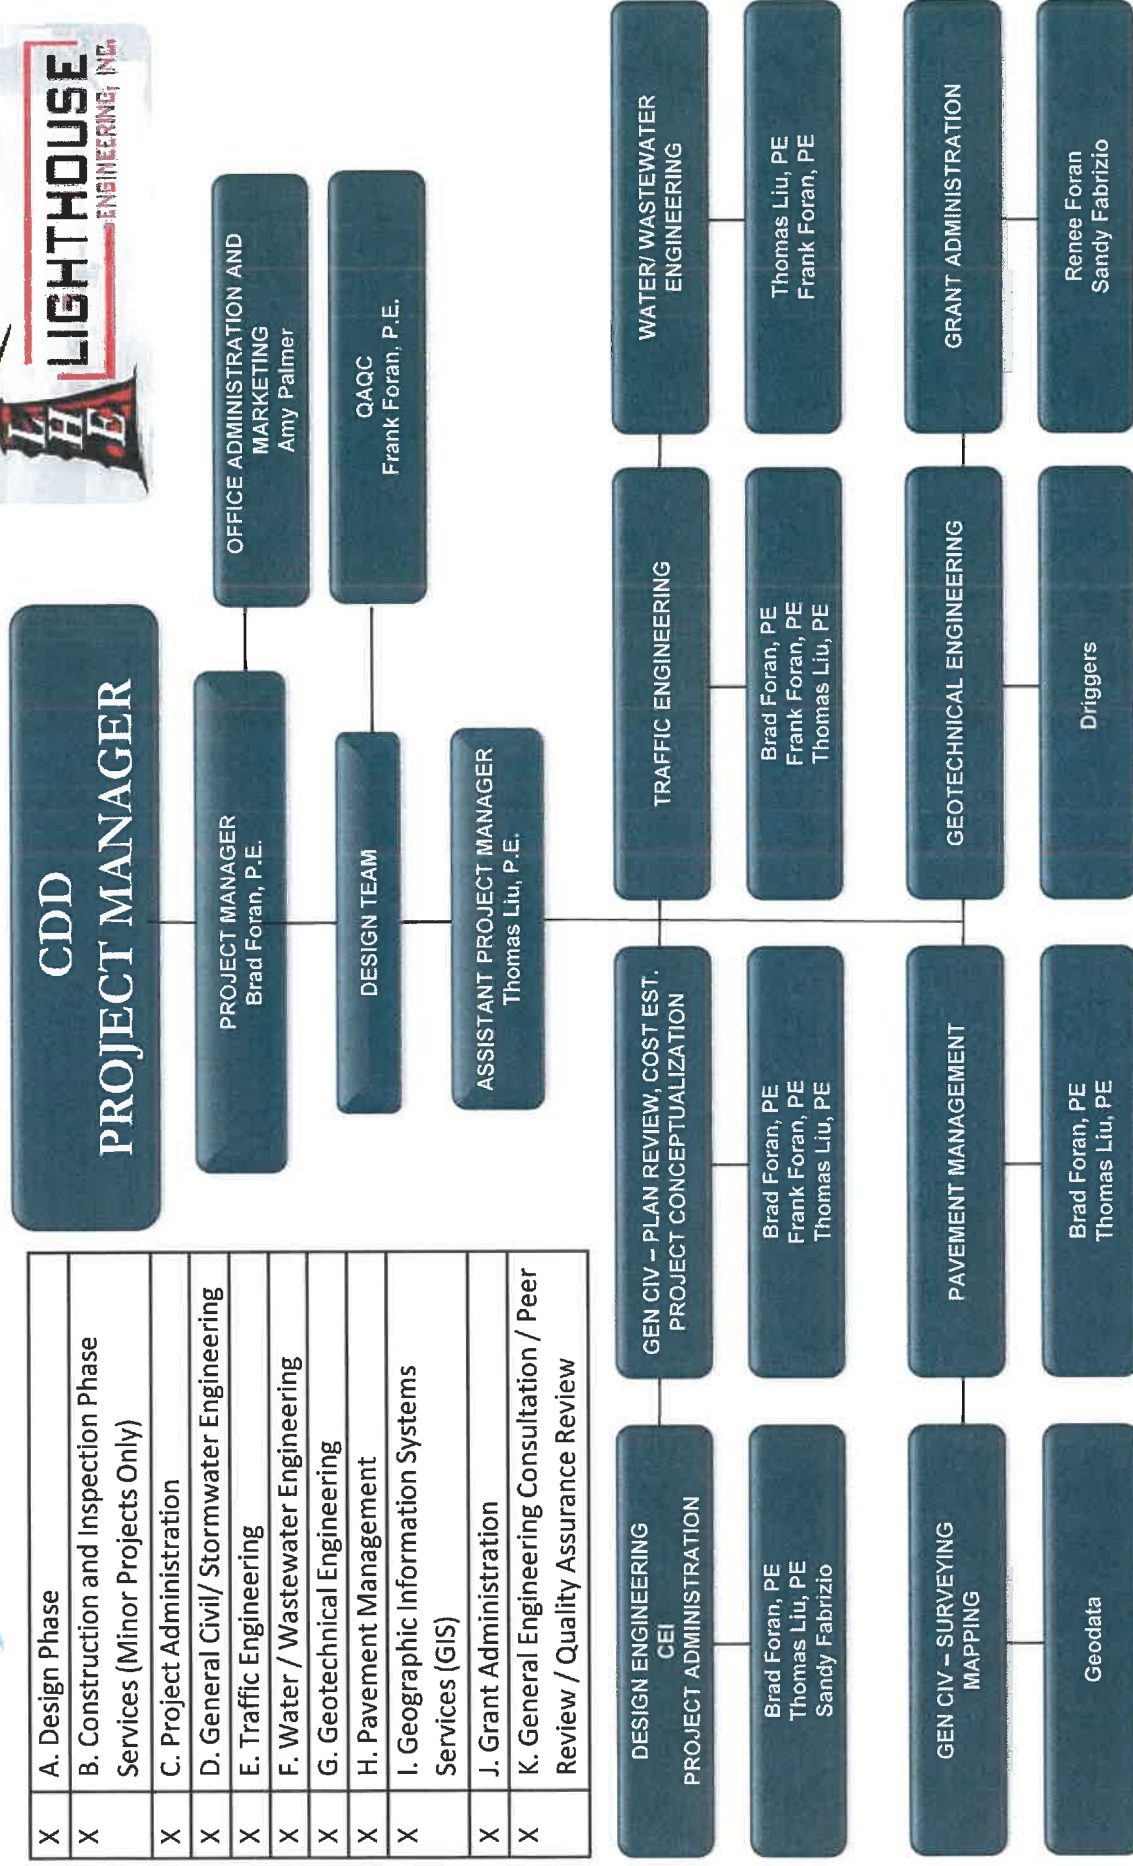 L
H
.E
LIGHTHOUSE
ENGINEERING, INC.
CDD
PROJECT MANAGER
PROJECT MANAGER
Brad Foran, P.E.
OFFICE ADMINISTRATION AND
MARKETING
Amy Palmer
DESIGN TEAM
QAQC
Frank Foran, P.E.
ASSISTANT PROJECT MANAGER
Thomas Liu, P.E.
X A. Design Phase
X B. Construction and Inspection Phase
Services (Minor Projects Only)
X C. Project Administration
X D. General Civil/ Stormwater Engineering
X E. Traffic Engineering
X F. Water / Wastewater Engineering
X G. Geotechnical Engineering
X H. Pavement Management
X I. Geographic Information Systems
Services (GIS)
X J. Grant Administration
X K. General Engineering Consultation / Peer
Review / Quality Assurance Review
DESIGN ENGINEERING
CEI
PROJECT ADMINISTRATION
Brad Foran, PE
Thomas Liu, PE
Sandy Fabrizio
GEN CIV – PLAN REVIEW, COST EST.
PROJECT CONCEPTUALIZATION
Brad Foran, PE
Frank Foran, PE
Thomas Liu, PE
TRAFFIC ENGINEERING
Brad Foran, PE
Frank Foran, PE
Thomas Liu, PE
WATER/ WASTEWATER
ENGINEERING
Thomas Liu, PE
Frank Foran, PE
GEN CIV – SURVEYING
MAPPING
Geodata
PAVEMENT MANAGEMENT
Brad Foran, PE
Thomas Liu, PE
GEOTECHNICAL ENGINEERING
Driggers
GRANT ADMINISTRATION
Renee Foran
Sandy Fabrizio